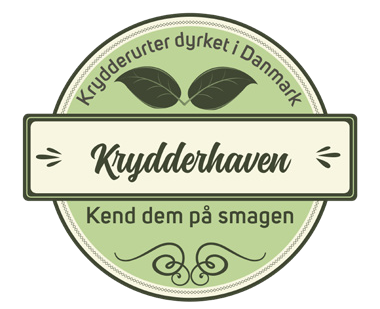 Krydderurter dyrket i Danmark
Krydderhaven
Kend dem på smagen